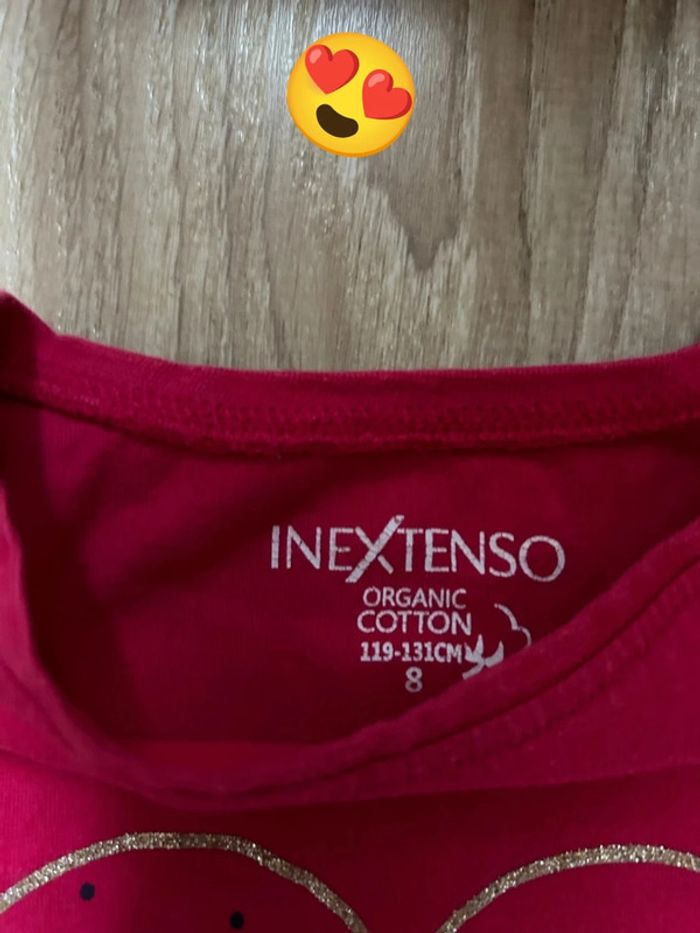 INEXTENSO
ORGANIC
COTTON
119-131CM
8